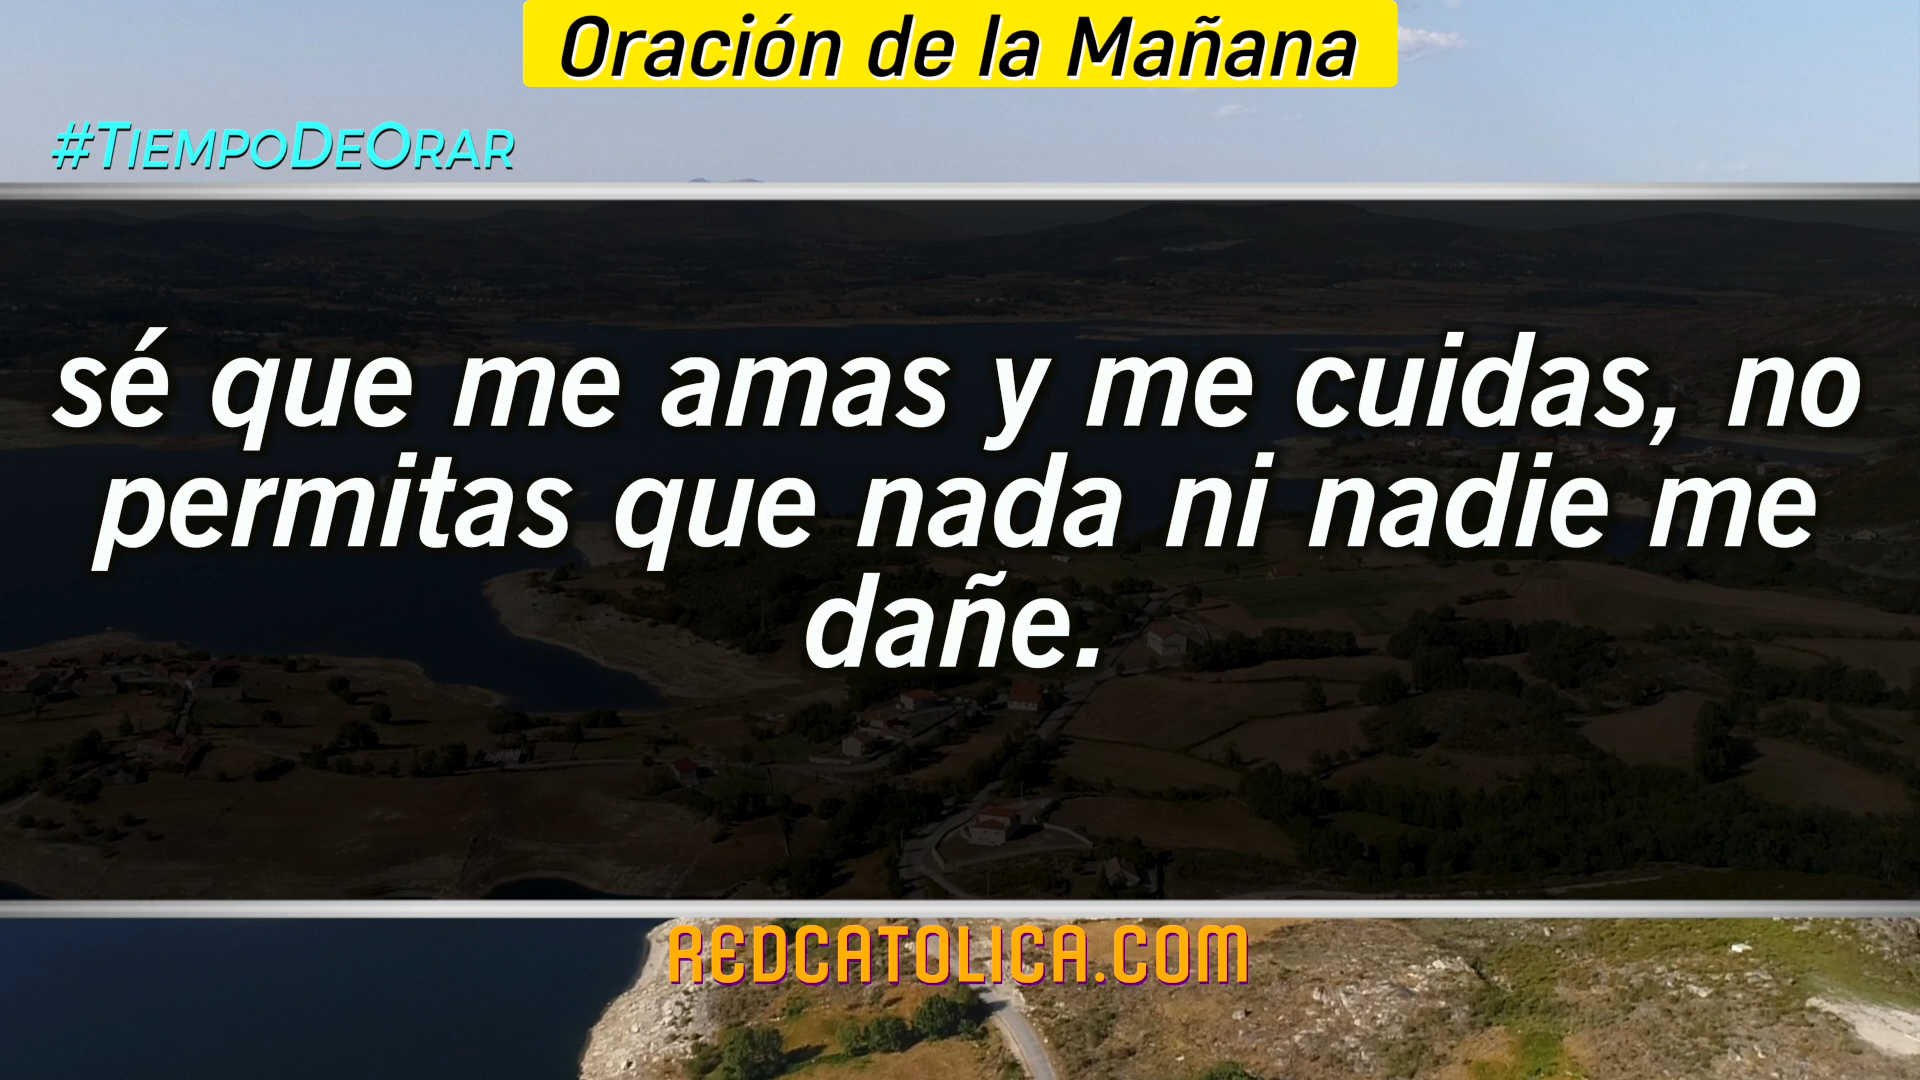 Oración de la Mañana
#TiempoDeOrar
sé que me amas y me cuidas, no
permitas que nada ni nadie me
dañe.
REDCATOLICA.COM